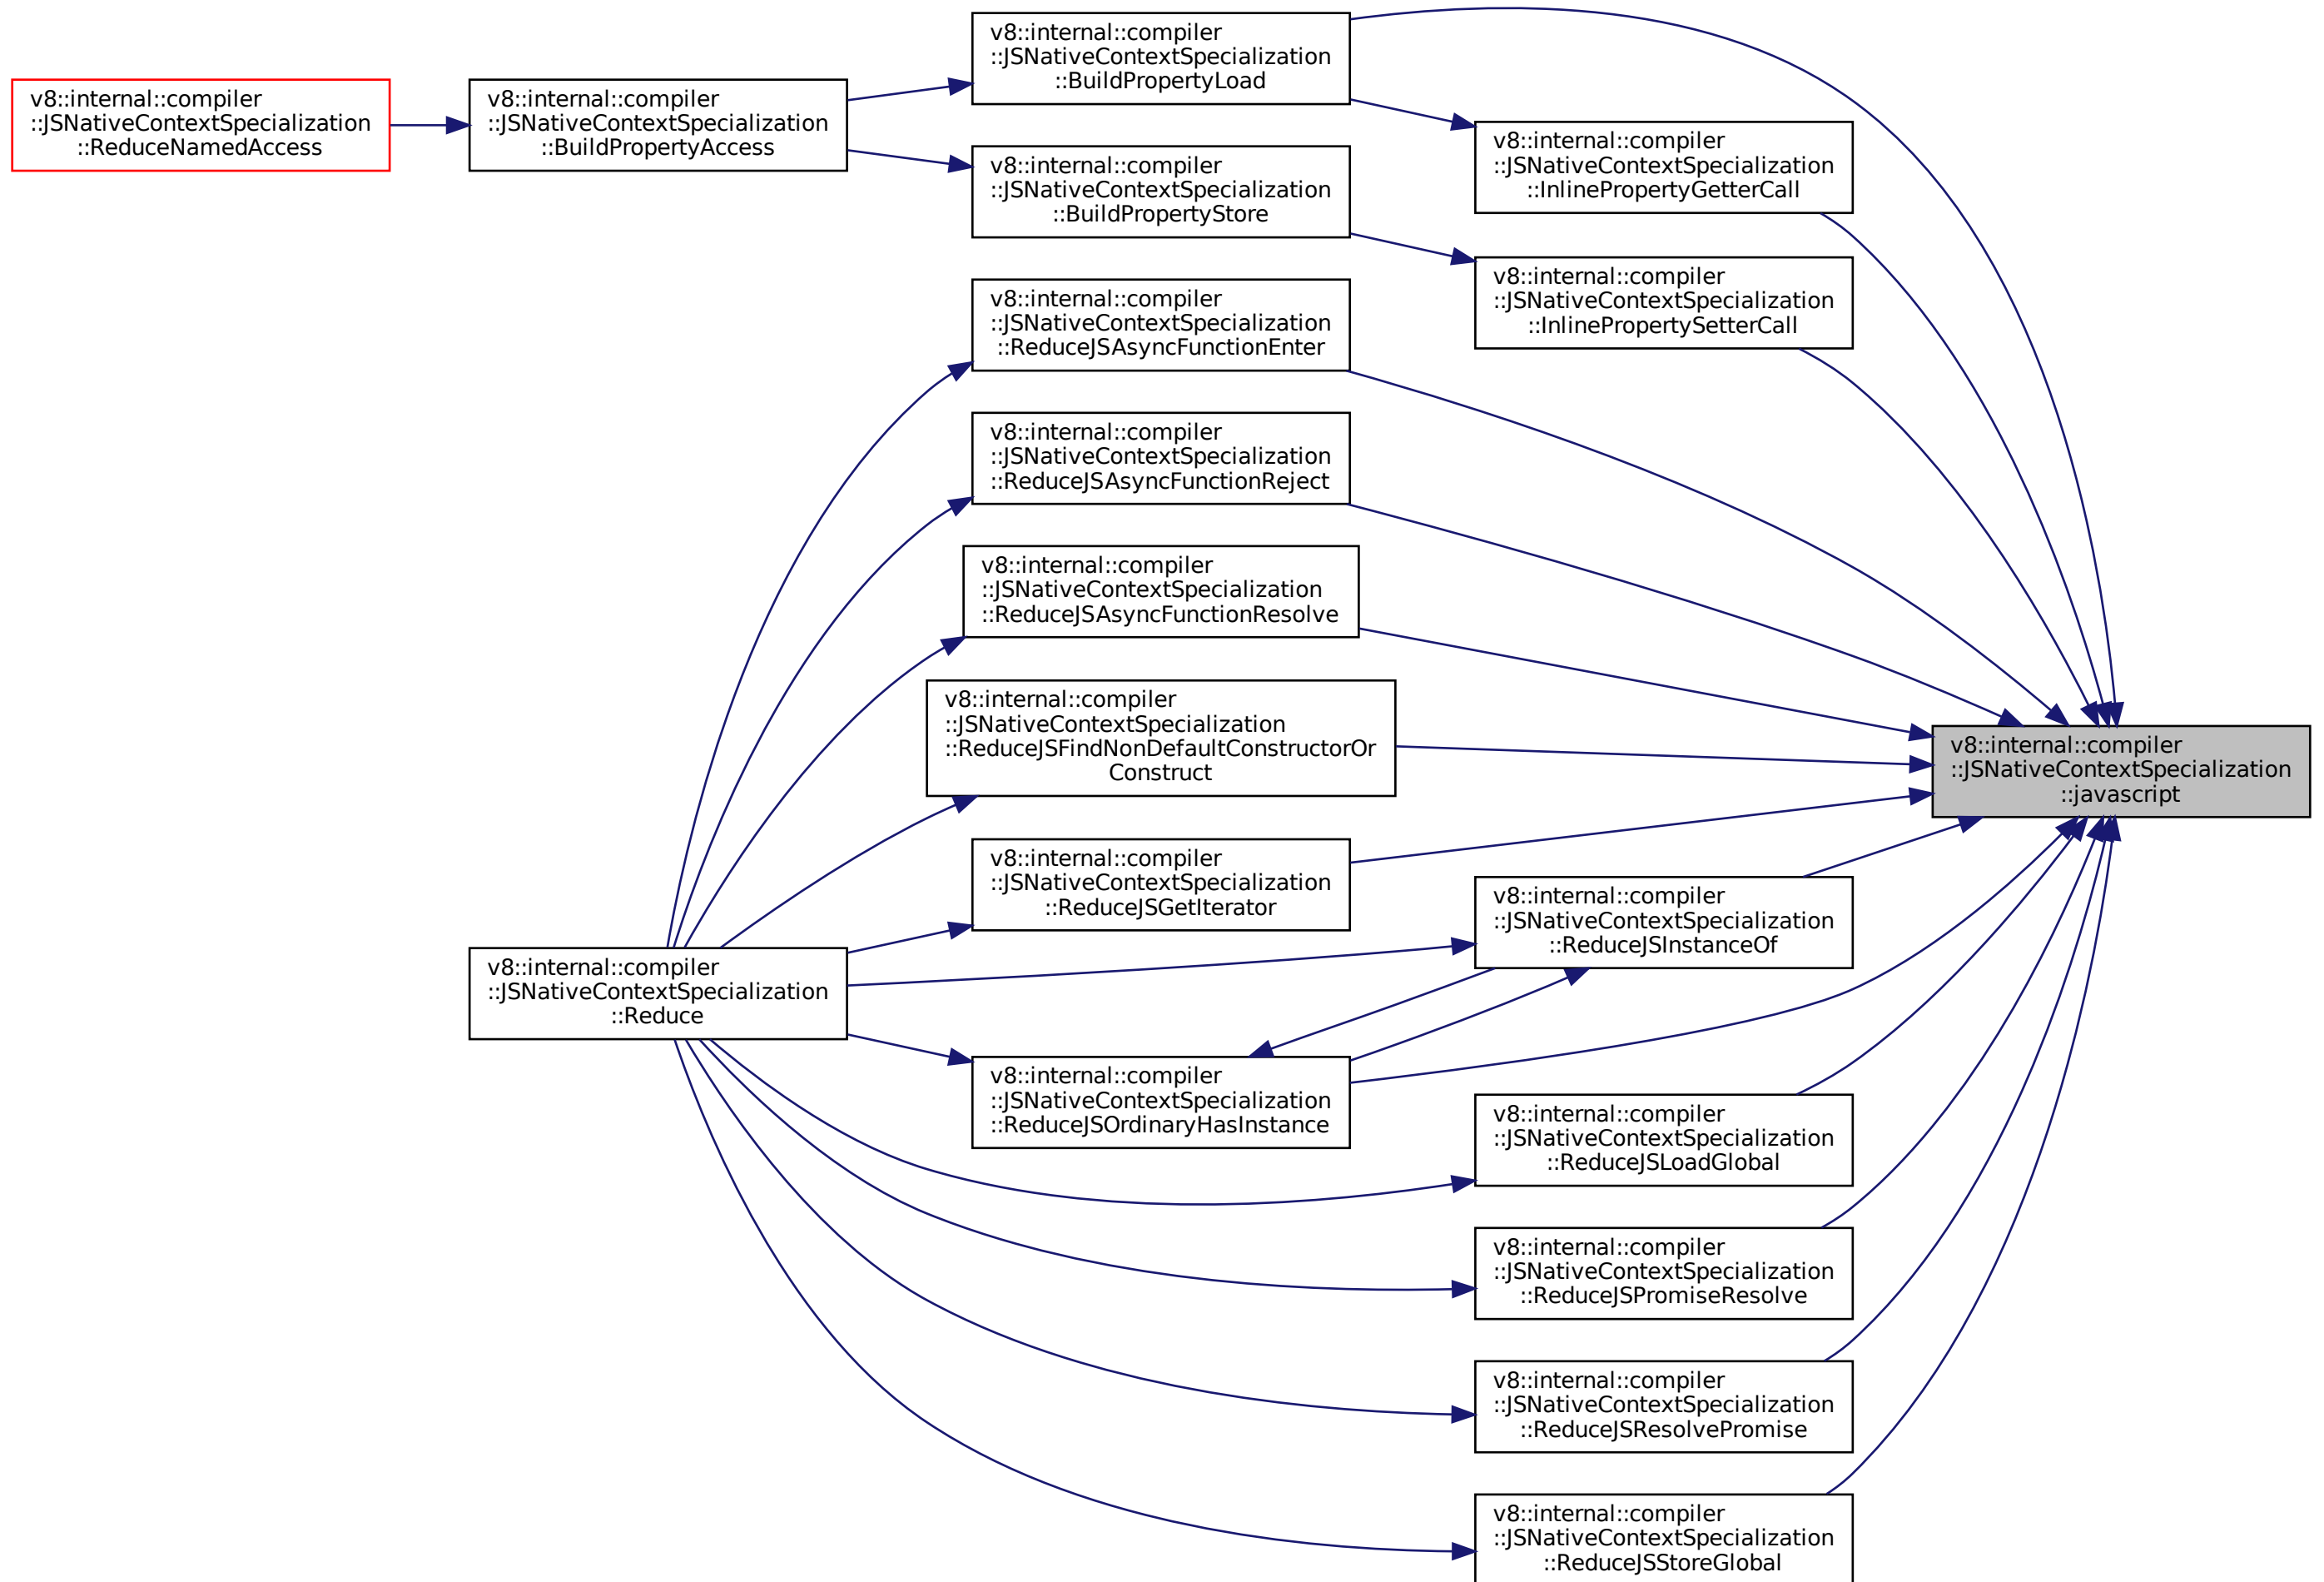 v8::internal::compiler
::JSNativeContextSpecialization
::BuildPropertyLoad
v8::internal::compiler
::JSNativeContextSpecialization
::ReduceNamedAccess
v8::internal::compiler
::JSNativeContextSpecialization
::BuildPropertyAccess
v8::internal::compiler
::JSNativeContextSpecialization
::InlinePropertyGetterCall
v8::internal::compiler
::JSNativeContextSpecialization
::BuildPropertyStore
v8::internal::compiler
::JSNativeContextSpecialization
::InlinePropertySetterCall
v8::internal::compiler
::JSNativeContextSpecialization
::ReduceJSAsyncFunctionEnter
v8::internal::compiler
::JSNativeContextSpecialization
::ReduceJSAsyncFunctionReject
v8::internal::compiler
::JSNativeContextSpecialization
::ReduceJSAsyncFunctionResolve
v8::internal::compiler
::JSNativeContextSpecialization
::ReduceJSFindNonDefaultConstructorOr
Construct
v8::internal::compiler
::JSNativeContextSpecialization
::javascript
v8::internal::compiler
::JSNativeContextSpecialization
::ReduceJSGetIterator
v8::internal::compiler
::JSNativeContextSpecialization
::ReduceJSInstanceOf
v8::internal::compiler
::JSNativeContextSpecialization
::Reduce
v8::internal::compiler
::JSNativeContextSpecialization
::ReduceJSOrdinaryHasInstance
v8::internal::compiler
::JSNativeContextSpecialization
::ReduceJSLoadGlobal
v8::internal::compiler
::JSNativeContextSpecialization
::ReduceJSPromiseResolve
v8::internal::compiler
::JSNativeContextSpecialization
::ReduceJSResolvePromise
v8::internal::compiler
::JSNativeContextSpecialization
::ReduceJSStoreGlobal